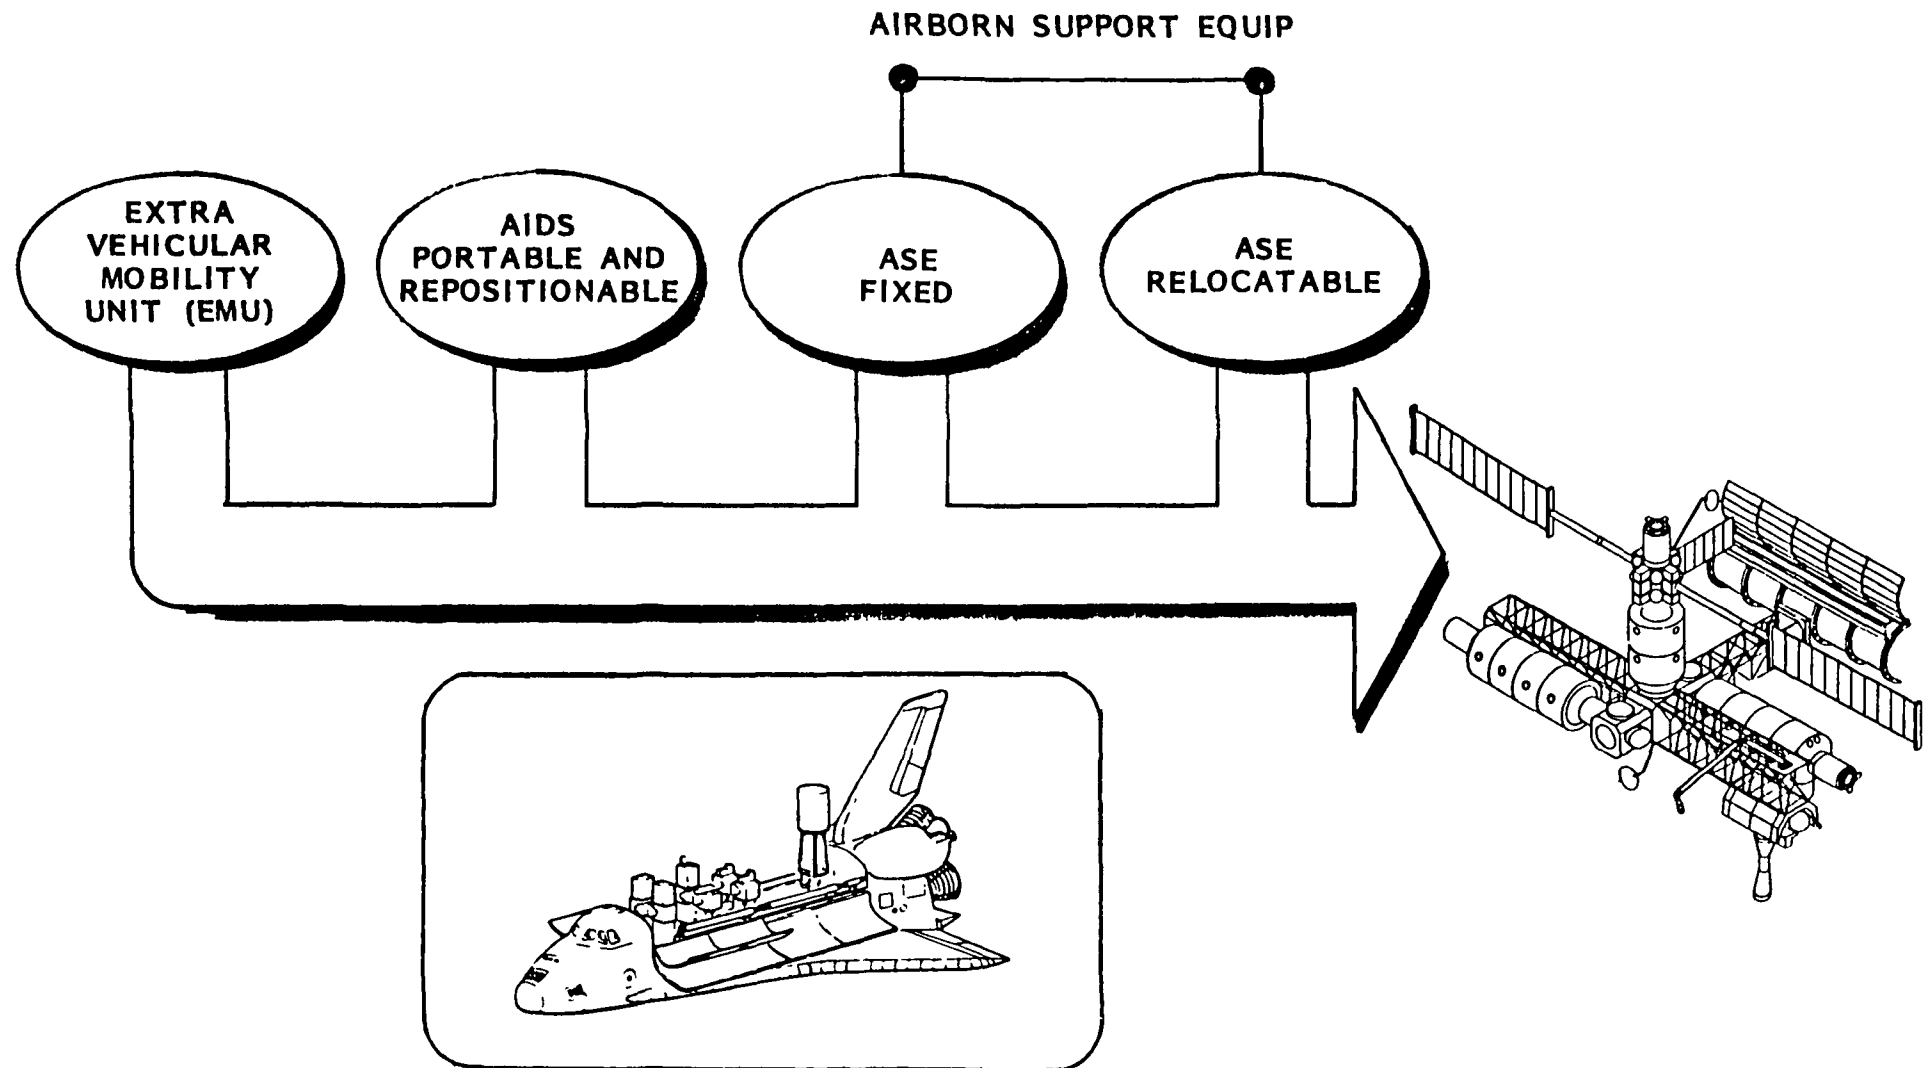 AIRBORN SUPPORT EQUIP
EXTRA
VEHICULAR
MOBILITY
UNIT (EMU)
AIDS
PORTABLE AND
REPOSITIONABLE
ASE
FIXED
ASE
RELOCATABLE